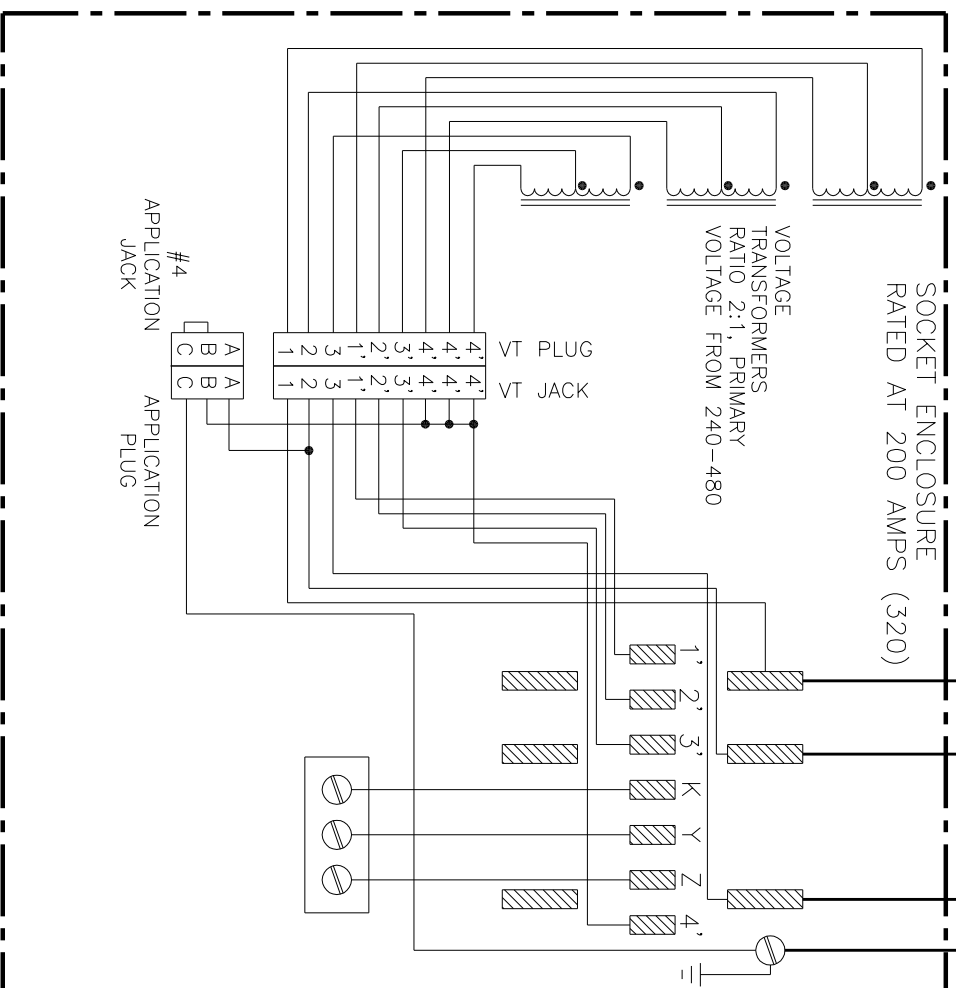 SOCKET ENCLOSURE
RATED AT 200 AMPS (320)
VOLTAGE
TRANSFORMERS
RATIO 2:1, PRIMARY
VOLTAGE FROM 240-480
VT PLUG
VT JACK
1 2 3 1' 2' 3' 4' 4' 4'
1 2 3 1' 2' 3' 4' 4' 4'
#4
APPLICATION
JACK
C B A
C B A
APPLICATION
PLUG
1'
2'
3'
K
Y
Z
4'